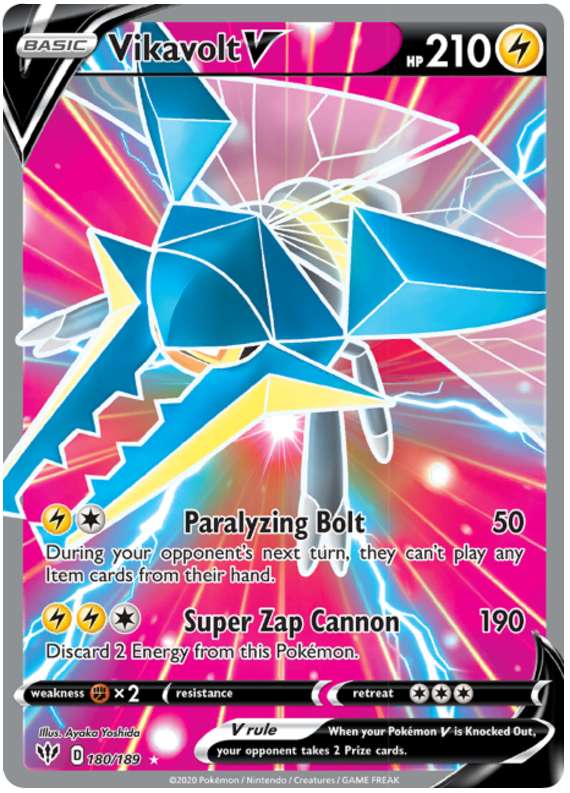 BASIC Vikavolt V HP 210
Paralyzing Bolt 50
During your opponent's next turn, they can't play any
Item cards from their hand.
Super Zap Cannon 190
Discard 2 Energy from this Pokémon.
weakness ×2 resistance retreat
Illus. Ayaka Yoshida
D 180/189
V rule When your Pokémon V is Knocked Out,
your opponent takes 2 Prize cards.
©2020 Pokémon / Nintendo / Creatures / GAME FREAK